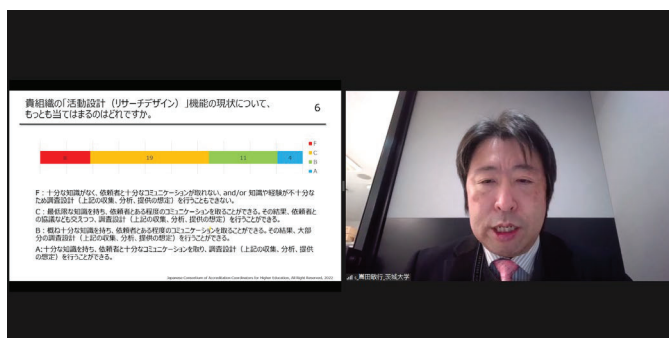 貴組織の「活動設計（リサーチデザイン）」機能の現状について、
もっとも当てはまるのはどれですか。
6
19
11
4
F
C
B
A
F：十分な知識がなく、依頼者と十分なコミュニケーションが取れない、and/or 知識や経験が不十分な
ため調査設計（上記の収集、分析、提供の想定）を行うこともできない。
C：最低限な知識を持ち、依頼者とある程度のコミュニケーションを取ることができる。その結果、依頼者と
の協議なども交えつつ、調査設計（上記の収集、分析、提供の想定）を行うことができる。
B：概ね十分な知識を持ち、依頼者とある程度のコミュニケーションを取ることができる。その結果、大部
分の調査設計（上記の収集、分析、提供の想定）を行うことができる。
A：十分な知識を持ち、依頼者と十分なコミュニケーションを取り、調査設計（上記の収集、分析、提供
の想定）を行うことができる。
Japanese Consortium of Accreditation Coordinators for Higher Education, All Right Reserved, 2022
嶌田敏行_茨城大学